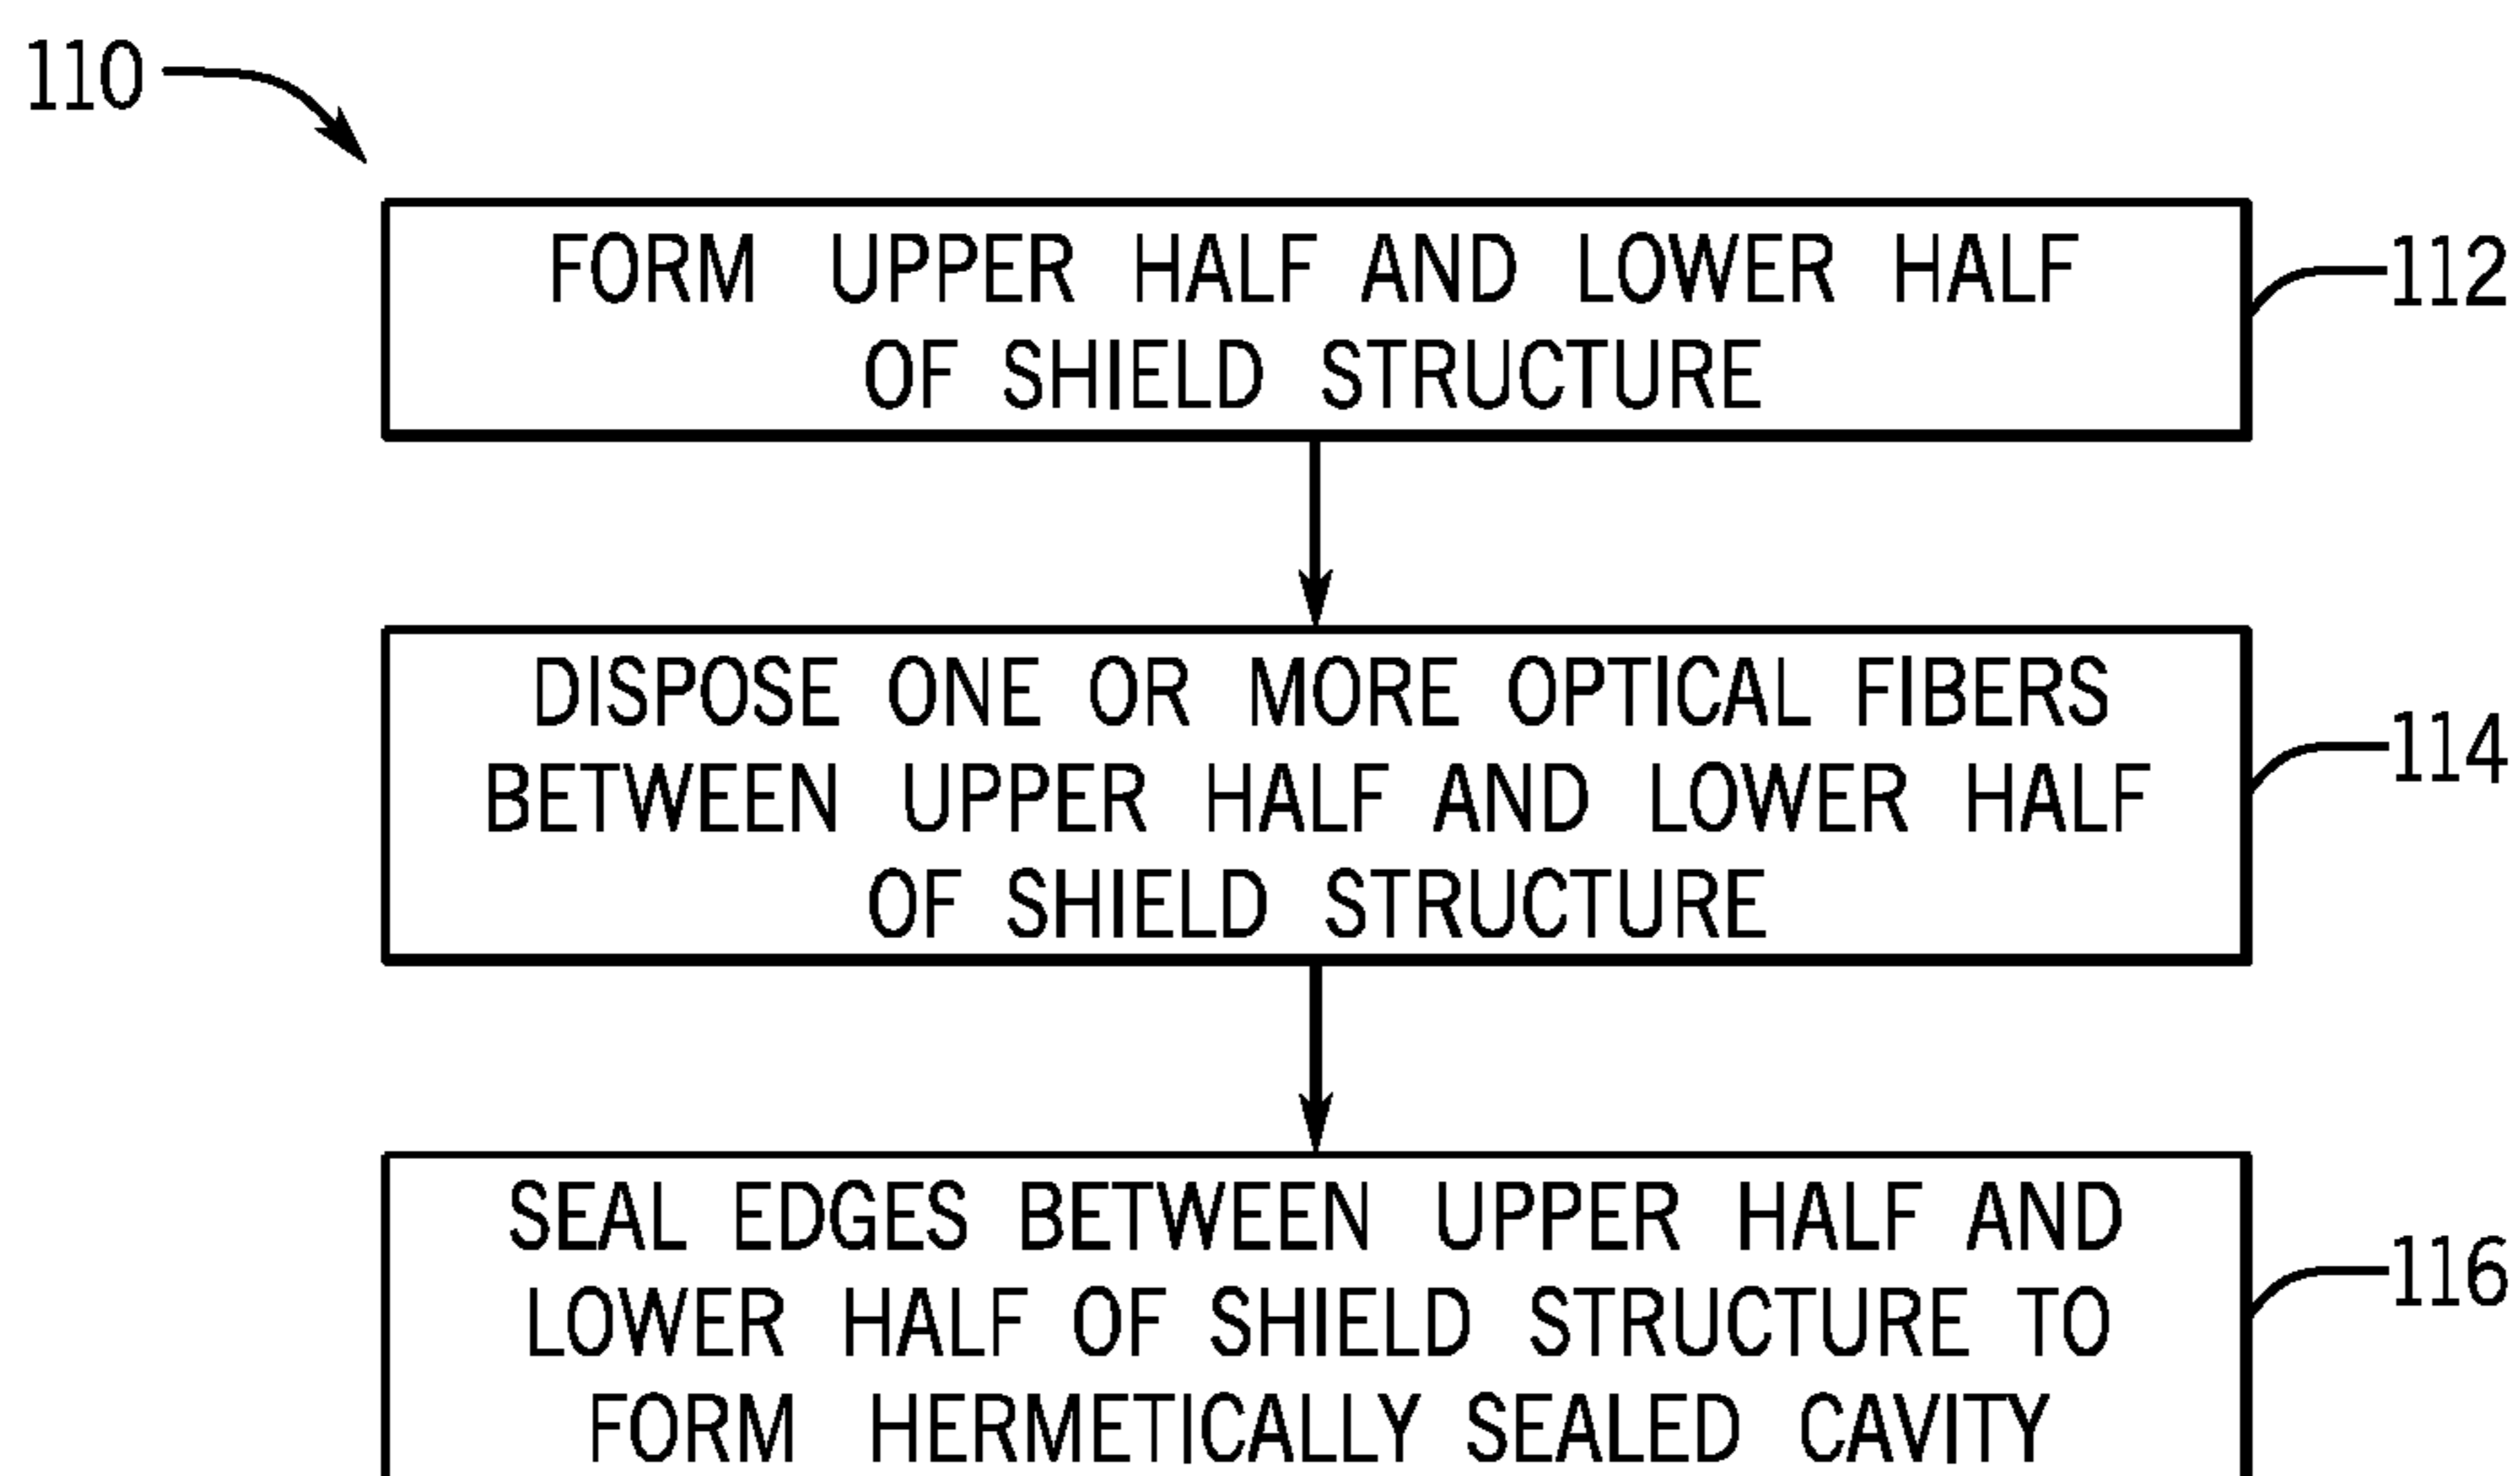 110
FORM UPPER HALF AND LOWER HALF
OF SHIELD STRUCTURE
112
DISPOSE ONE OR MORE OPTICAL FIBERS
BETWEEN UPPER HALF AND LOWER HALF
OF SHIELD STRUCTURE
114
SEAL EDGES BETWEEN UPPER HALF AND
LOWER HALF OF SHIELD STRUCTURE TO
FORM HERMETICALLY SEALED CAVITY
116